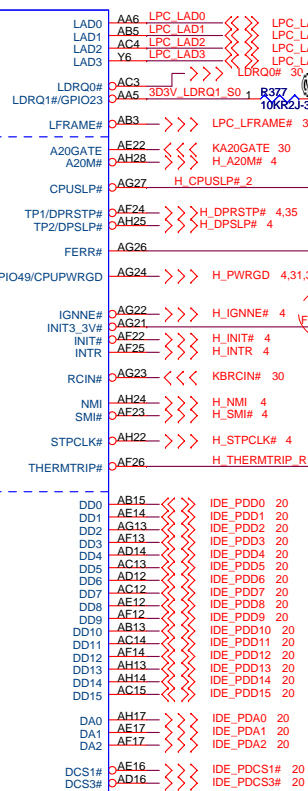 LAD0 AA6 LPC_LAD0 LPC_L
LAD1 AB5 LPC_LAD1 LPC_L
LAD2 AC4 LPC_LAD2 LPC_L
LAD3 Y6 LPC_LAD3 LPC_L
LDRQ0# AC3 LDRQ0# 30
LDRQ1#/GPIO23 AA5 3D3V_LDRQ1_S0 1 R377
10KR2J-3
LFRAME# AB3 LPC_LFRAME# 3
A20GATE AE22 KA20GATE 30
A20M# AH28 H_A20M# 4
CPUSLP# AG27 H_CPUSLP#_2
TP1/DPRSTP# AF24 H_DPRSTP# 4,35
TP2/DPSLP# AH25 H_DPSLP# 4
FERR# AG26
PIO49/CPUPWRGD AG24 H_PWRGD 4,31,3
IGNNE# AG22 H_IGNNE# 4
INIT3_3V# AG21
INIT# AF22 H_INIT# 4
INTR AF25 H_INTR 4
RCIN# AG23 KBRCIN# 30
NMI AH24 H_NMI 4
SMI# AF23 H_SMI# 4
STPCLK# AH22 H_STPCLK# 4
THERMTRIP# AF26 H_THERMTRIP_R
DD0 AB15 IDE_PDD0 20
DD1 AE14 IDE_PDD1 20
DD2 AG13 IDE_PDD2 20
DD3 AF13 IDE_PDD3 20
DD4 AD14 IDE_PDD4 20
DD5 AC13 IDE_PDD5 20
DD6 AD12 IDE_PDD6 20
DD7 AC12 IDE_PDD7 20
DD8 AE12 IDE_PDD8 20
DD9 AF12 IDE_PDD9 20
DD10 AB13 IDE_PDD10 20
DD11 AC14 IDE_PDD11 20
DD12 AF14 IDE_PDD12 20
DD13 AH13 IDE_PDD13 20
DD14 AH14 IDE_PDD14 20
DD15 AC15 IDE_PDD15 20
DA0 AH17 IDE_PDA0 20
DA1 AE17 IDE_PDA1 20
DA2 AF17 IDE_PDA2 20
DCS1# AE16 IDE_PDCS1# 20
DCS3# AD16 IDE_PDCS3# 20